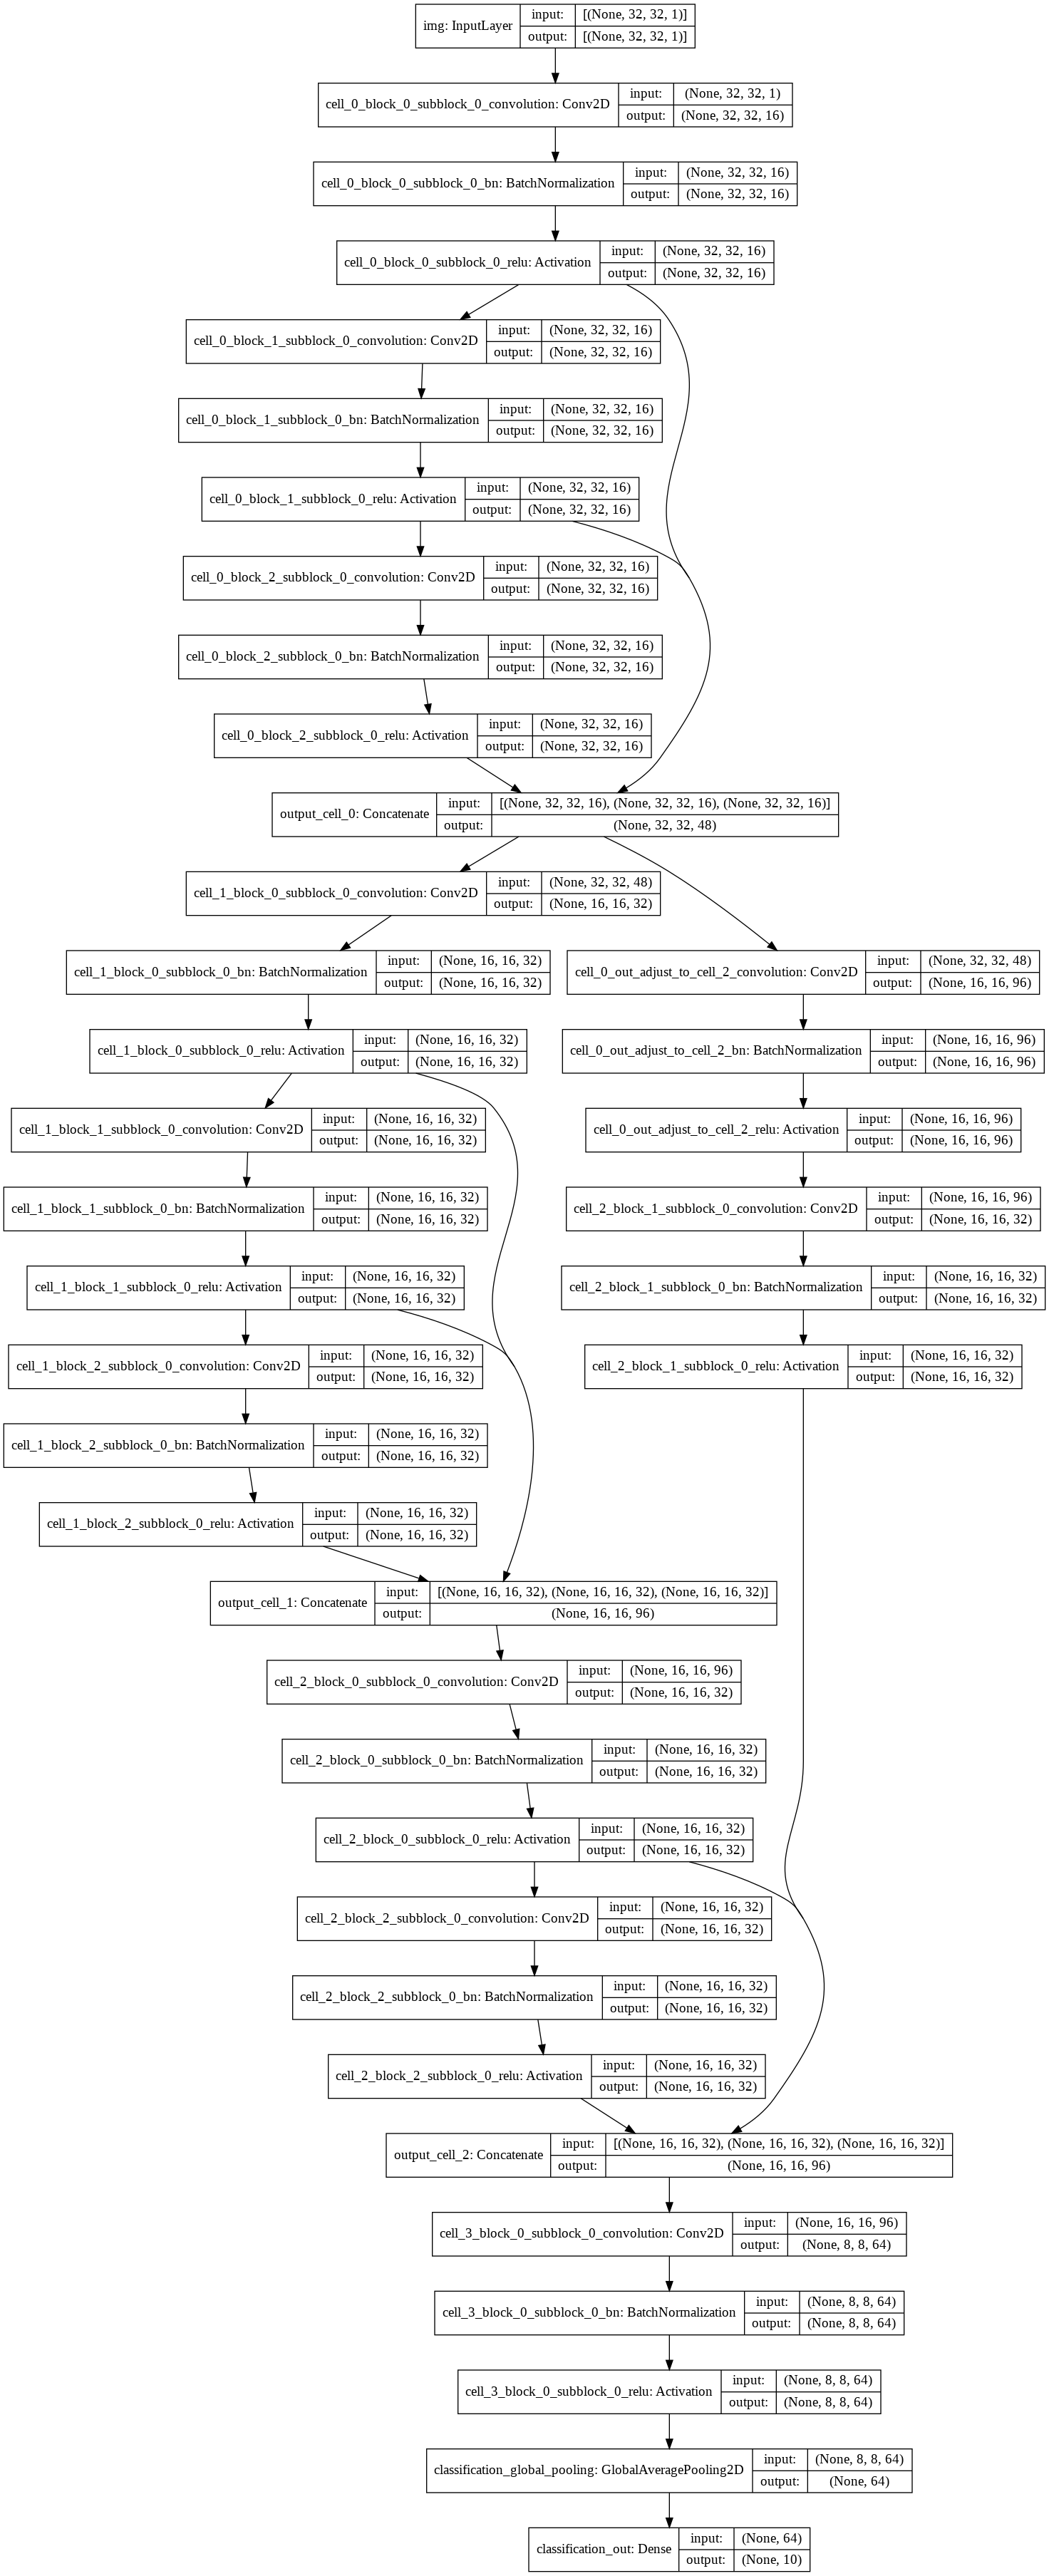 img: InputLayer input: [(None, 32, 32, 1)]
output: [(None, 32, 32, 1)]
cell_0_block_0_subblock_0_convolution: Conv2D input: (None, 32, 32, 1)
output: (None, 32, 32, 16)
cell_0_block_0_subblock_0_bn: BatchNormalization input: (None, 32, 32, 16)
output: (None, 32, 32, 16)
cell_0_block_0_subblock_0_relu: Activation input: (None, 32, 32, 16)
output: (None, 32, 32, 16)
cell_0_block_1_subblock_0_convolution: Conv2D input: (None, 32, 32, 16)
output: (None, 32, 32, 16)
cell_0_block_1_subblock_0_bn: BatchNormalization input: (None, 32, 32, 16)
output: (None, 32, 32, 16)
cell_0_block_1_subblock_0_relu: Activation input: (None, 32, 32, 16)
output: (None, 32, 32, 16)
cell_0_block_2_subblock_0_convolution: Conv2D input: (None, 32, 32, 16)
output: (None, 32, 32, 16)
cell_0_block_2_subblock_0_bn: BatchNormalization input: (None, 32, 32, 16)
output: (None, 32, 32, 16)
cell_0_block_2_subblock_0_relu: Activation input: (None, 32, 32, 16)
output: (None, 32, 32, 16)
output_cell_0: Concatenate input: [(None, 32, 32, 16), (None, 32, 32, 16), (None, 32, 32, 16)]
output: (None, 32, 32, 48)
cell_1_block_0_subblock_0_convolution: Conv2D input: (None, 32, 32, 48)
output: (None, 16, 16, 32)
cell_1_block_0_subblock_0_bn: BatchNormalization input: (None, 16, 16, 32)
output: (None, 16, 16, 32)
cell_0_out_adjust_to_cell_2_convolution: Conv2D input: (None, 32, 32, 48)
output: (None, 16, 16, 96)
cell_1_block_0_subblock_0_relu: Activation input: (None, 16, 16, 32)
output: (None, 16, 16, 32)
cell_0_out_adjust_to_cell_2_bn: BatchNormalization input: (None, 16, 16, 96)
output: (None, 16, 16, 96)
cell_1_block_1_subblock_0_convolution: Conv2D input: (None, 16, 16, 32)
output: (None, 16, 16, 32)
cell_0_out_adjust_to_cell_2_relu: Activation input: (None, 16, 16, 96)
output: (None, 16, 16, 96)
cell_1_block_1_subblock_0_bn: BatchNormalization input: (None, 16, 16, 32)
output: (None, 16, 16, 32)
cell_2_block_1_subblock_0_convolution: Conv2D input: (None, 16, 16, 96)
output: (None, 16, 16, 32)
cell_1_block_1_subblock_0_relu: Activation input: (None, 16, 16, 32)
output: (None, 16, 16, 32)
cell_2_block_1_subblock_0_bn: BatchNormalization input: (None, 16, 16, 32)
output: (None, 16, 16, 32)
cell_1_block_2_subblock_0_convolution: Conv2D input: (None, 16, 16, 32)
output: (None, 16, 16, 32)
cell_2_block_1_subblock_0_relu: Activation input: (None, 16, 16, 32)
output: (None, 16, 16, 32)
cell_1_block_2_subblock_0_bn: BatchNormalization input: (None, 16, 16, 32)
output: (None, 16, 16, 32)
cell_1_block_2_subblock_0_relu: Activation input: (None, 16, 16, 32)
output: (None, 16, 16, 32)
output_cell_1: Concatenate input: [(None, 16, 16, 32), (None, 16, 16, 32), (None, 16, 16, 32)]
output: (None, 16, 16, 96)
cell_2_block_0_subblock_0_convolution: Conv2D input: (None, 16, 16, 96)
output: (None, 16, 16, 32)
cell_2_block_0_subblock_0_bn: BatchNormalization input: (None, 16, 16, 32)
output: (None, 16, 16, 32)
cell_2_block_0_subblock_0_relu: Activation input: (None, 16, 16, 32)
output: (None, 16, 16, 32)
cell_2_block_2_subblock_0_convolution: Conv2D input: (None, 16, 16, 32)
output: (None, 16, 16, 32)
cell_2_block_2_subblock_0_bn: BatchNormalization input: (None, 16, 16, 32)
output: (None, 16, 16, 32)
cell_2_block_2_subblock_0_relu: Activation input: (None, 16, 16, 32)
output: (None, 16, 16, 32)
output_cell_2: Concatenate input: [(None, 16, 16, 32), (None, 16, 16, 32), (None, 16, 16, 32)]
output: (None, 16, 16, 96)
cell_3_block_0_subblock_0_convolution: Conv2D input: (None, 16, 16, 96)
output: (None, 8, 8, 64)
cell_3_block_0_subblock_0_bn: BatchNormalization input: (None, 8, 8, 64)
output: (None, 8, 8, 64)
cell_3_block_0_subblock_0_relu: Activation input: (None, 8, 8, 64)
output: (None, 8, 8, 64)
classification_global_pooling: GlobalAveragePooling2D input: (None, 8, 8, 64)
output: (None, 64)
classification_out: Dense input: (None, 64)
output: (None, 10)